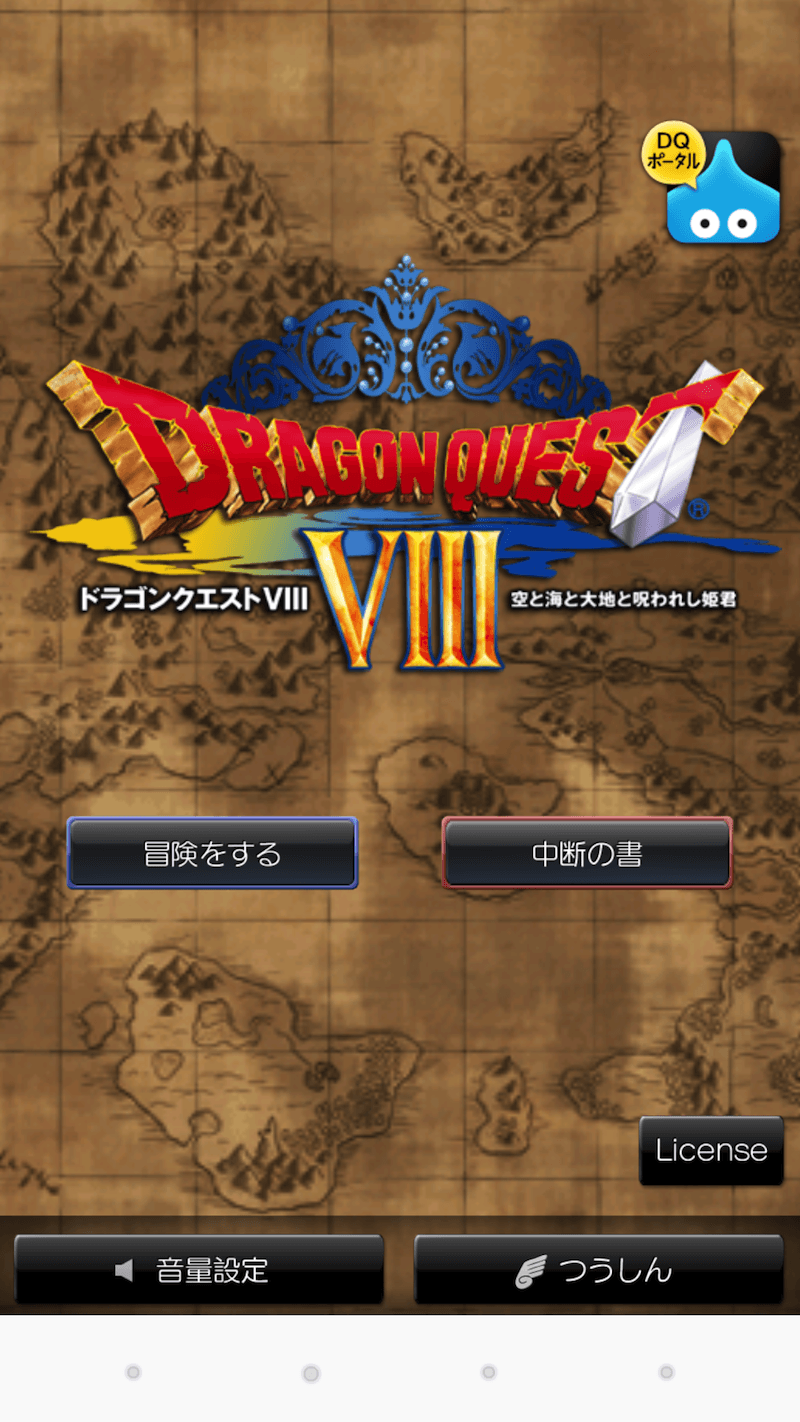 DQ
ポータル
DRAGON QUEST®
VIII
ドラゴンクエストVIII
空と海と大地と呪われし姫君
冒険をする
中断の書
License
音量設定
つうしん